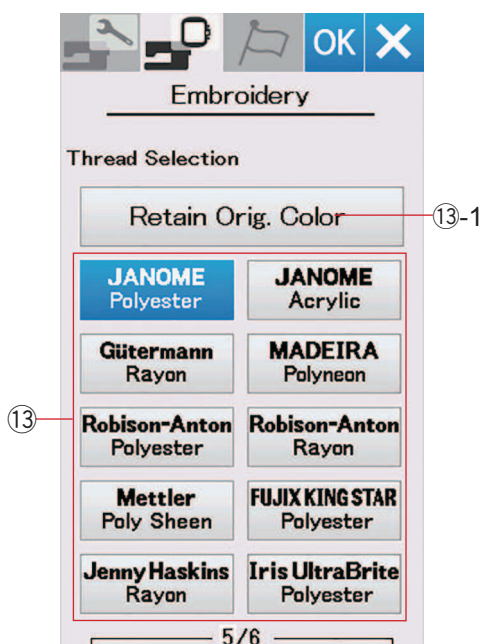 OK X
Embroidery
Thread Selection
Retain Orig. Color
⑬-1
JANOME
Polyester
JANOME
Acrylic
Gütermann
Rayon
MADEIRA
Polyneon
⑬
Robison-Anton
Polyester
Robison-Anton
Rayon
Mettler
Poly Sheen
FUJIX KING STAR
Polyester
Jenny Haskins
Rayon
Iris UltraBrite
Polyester
5/6